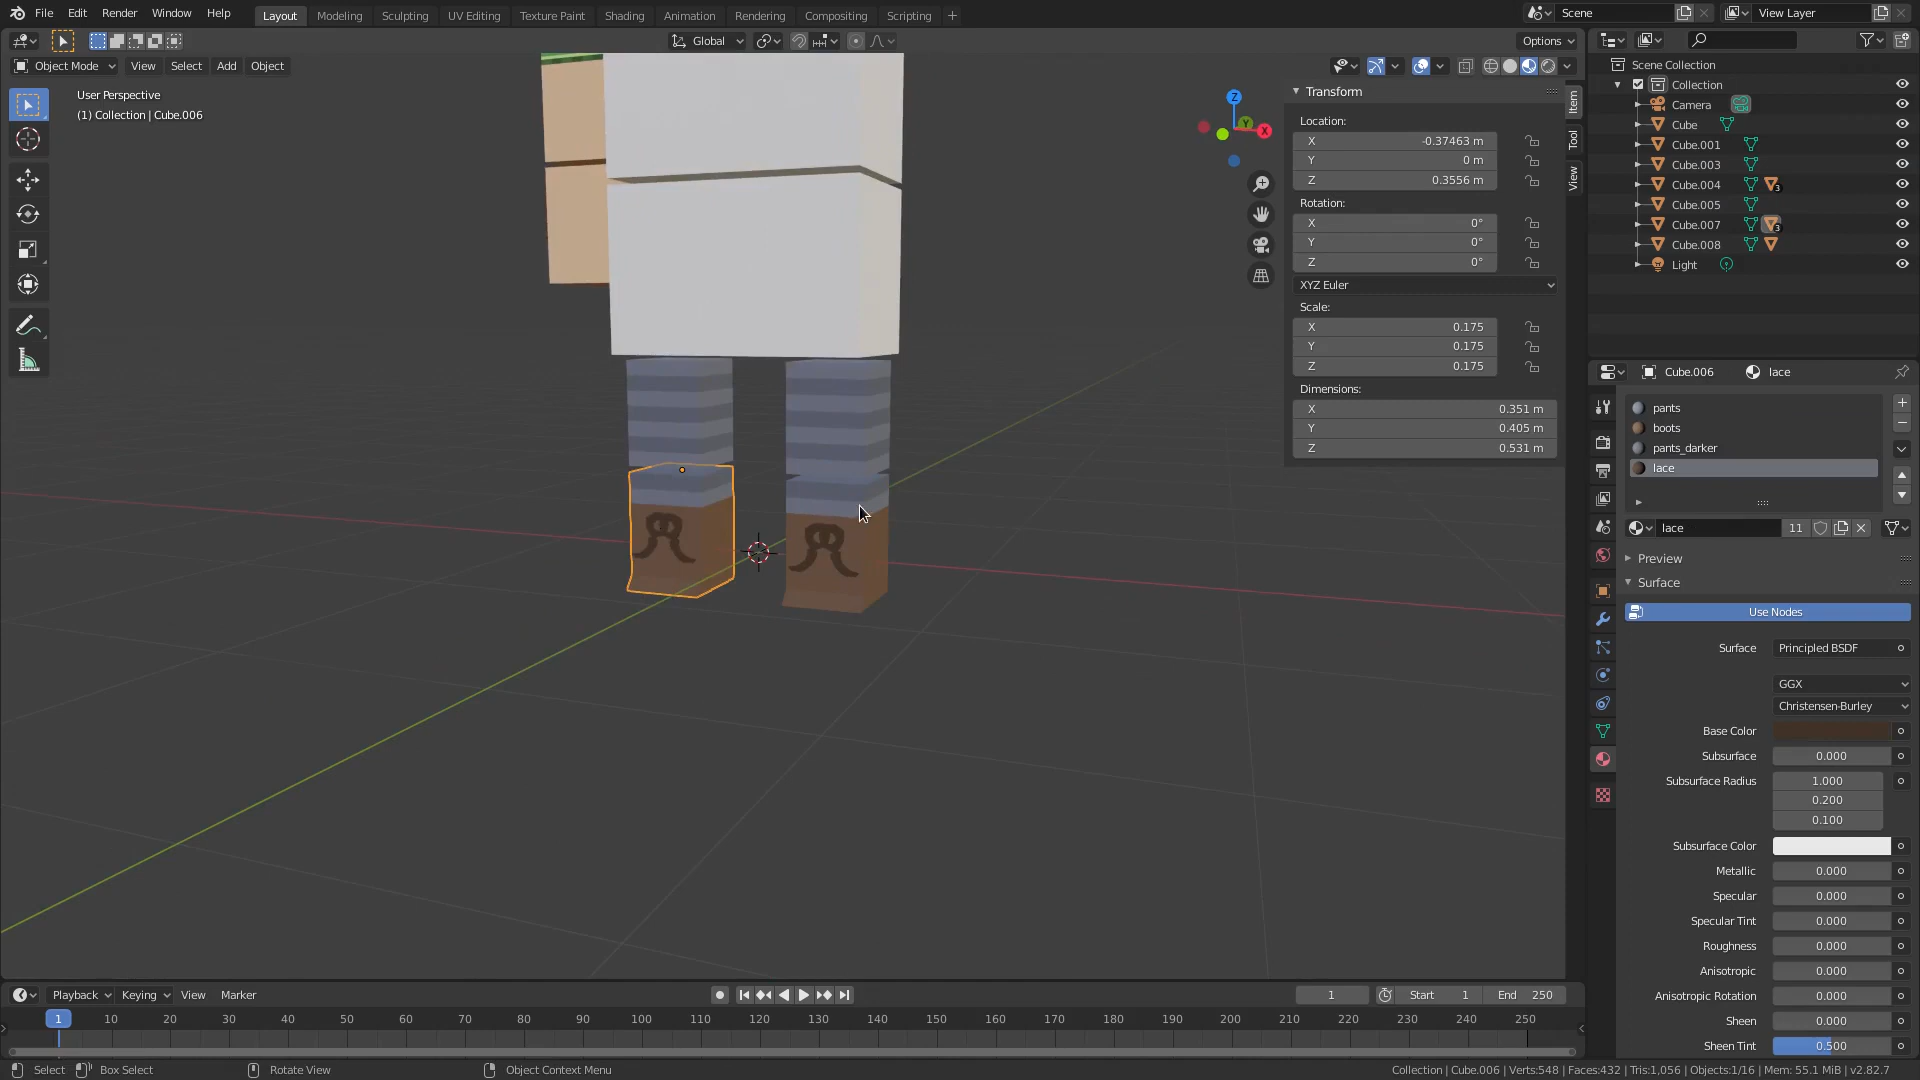 File Edit Render Window Help Layout Modeling Sculpting UV Editing Texture Paint Shading Animation Rendering Compositing Scripting + Scene View Layer
Global Options
Object Mode View Select Add Object
User Perspective
(1) Collection | Cube.006
Z
Y
X
Transform
Location:
X -0.37463 m
Y 0 m
Z 0.3556 m
Rotation:
X 0°
Y 0°
Z 0°
XYZ Euler
Scale:
X 0.175
Y 0.175
Z 0.175
Dimensions:
X 0.351 m
Y 0.405 m
Z 0.531 m
Item
Tool
View
Scene Collection
Collection
Camera
Cube
Cube.001
Cube.003
Cube.004 3
Cube.005
Cube.007 3
Cube.008
Light
Cube.006 lace
pants
boots
pants_darker
lace
lace 11
Preview
Surface
Use Nodes
Surface Principled BSDF
GGX
Christensen-Burley
Base Color
Subsurface 0.000
Subsurface Radius 1.000
0.200
0.100
Subsurface Color
Metallic 0.000
Specular 0.000
Specular Tint 0.000
Roughness 0.000
Anisotropic 0.000
Anisotropic Rotation 0.000
Sheen 0.000
Sheen Tint 0.500
Playback Keying View Marker 1 Start 1 End 250
1 10 20 30 40 50 60 70 80 90 100 110 120 130 140 150 160 170 180 190 200 210 220 230 240 250
Select Box Select Rotate View Object Context Menu Collection | Cube.006 | Verts:548 | Faces:432 | Tris:1,056 | Objects:1/16 | Mem: 55.1 MiB | v2.82.7